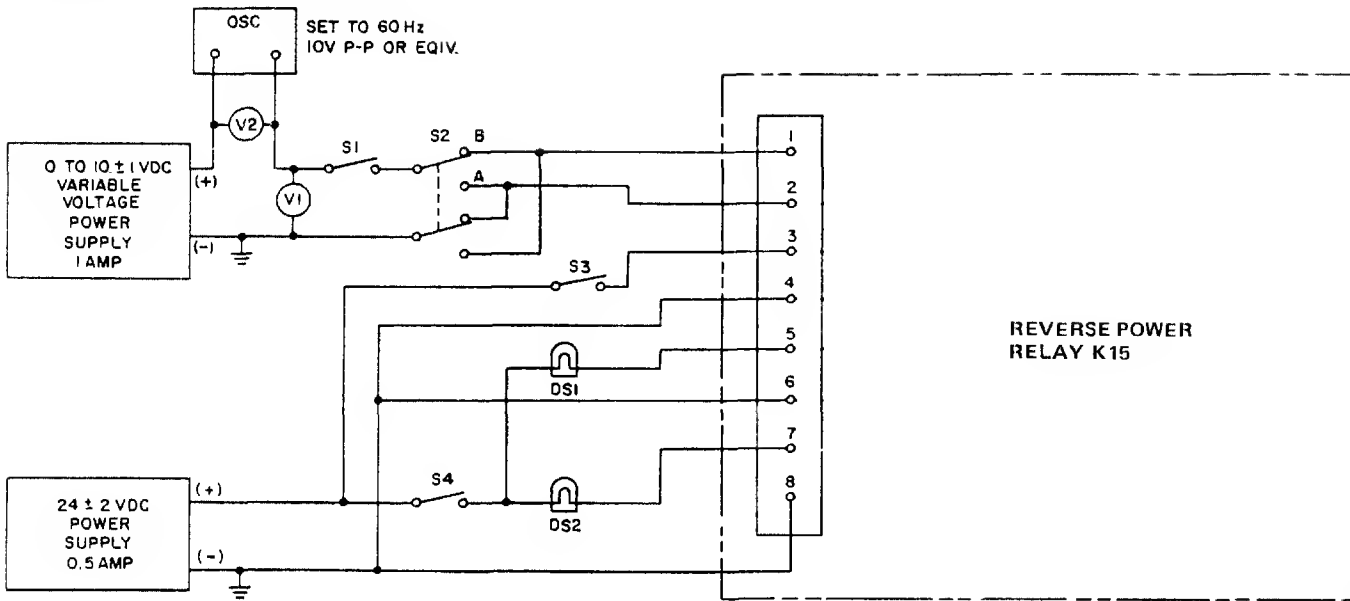 OSC
SET TO 60 Hz
10V P-P OR EQIV.
V2
S1
S2
B
A
0 TO 10 ± 1 VDC
VARIABLE
VOLTAGE
POWER
SUPPLY
1 AMP
(+)
(-)
V1
S3
1
2
3
4
5
6
7
8
DS1
REVERSE POWER
RELAY K15
24 ± 2 VDC
POWER
SUPPLY
0.5 AMP
(+)
(-)
S4
DS2